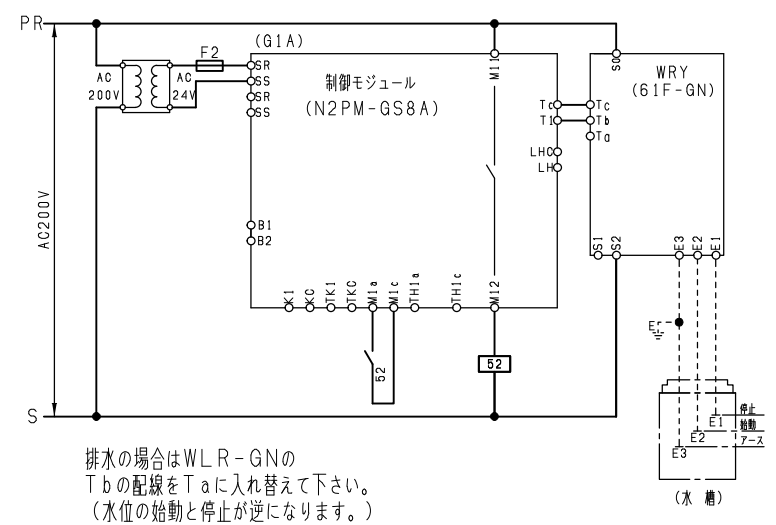 PR
(G1A)
F2
AC
200V
AC
24V
SR
SS
SR
SS
制御モジュール
(N2PM-GS8A)
M11
S0
WRY
(61F-GN)
Tc
T1
Tc
Tb
Ta
LHC
LH
AC200V
B1
B2
K1
KC
TK1
TKC
M1a
M1c
TH1a
TH1c
M12
S1
S2
E3
E2
E1
52
52
E
E1
停止
E2
始動
E3
アース
(水 槽)
S
排水の場合はWLR-GNの
Tbの配線をTaに入れ替えて下さい。
(水位の始動と停止が逆になります。)